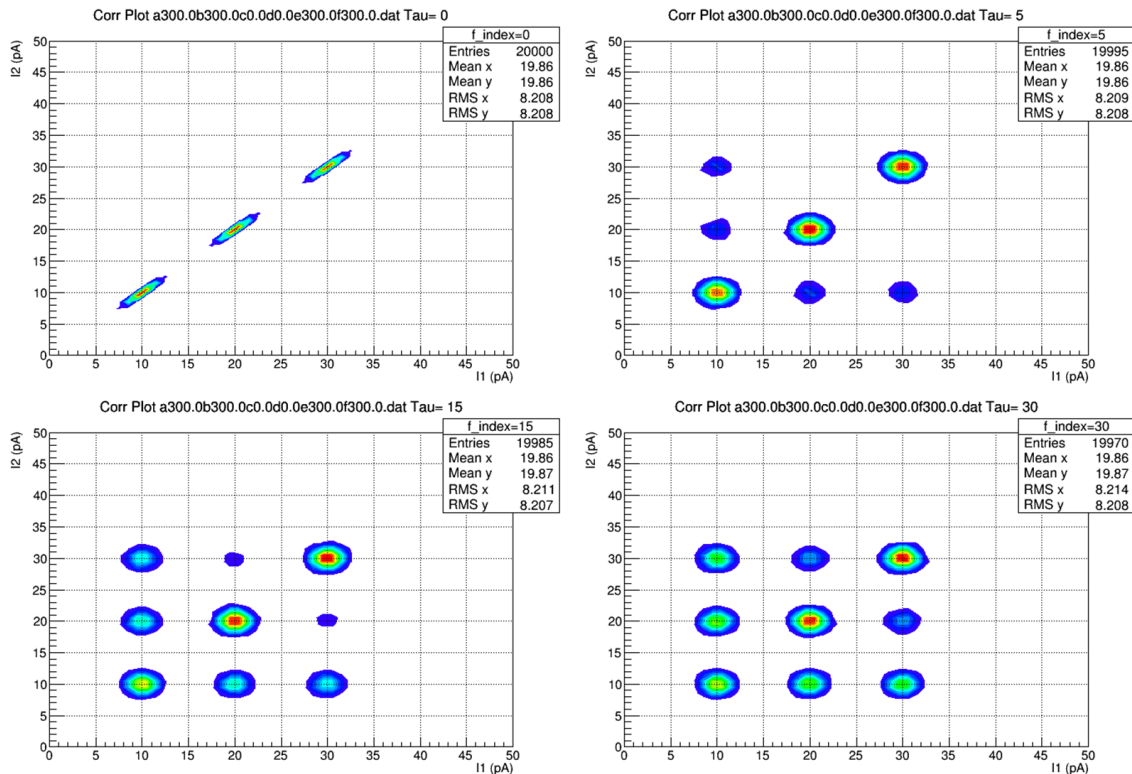 Corr Plot a300.0b300.0c0.0d0.0e300.0f300.0.dat Tau= 0
f_index=0
Entries 20000
Mean x 19.86
Mean y 19.86
RMS x 8.208
RMS y 8.208
I2 (pA)
50
45
40
35
30
25
20
15
10
5
0
0 5 10 15 20 25 30 35 40 45 50
I1 (pA)
Corr Plot a300.0b300.0c0.0d0.0e300.0f300.0.dat Tau= 5
f_index=5
Entries 19995
Mean x 19.86
Mean y 19.86
RMS x 8.209
RMS y 8.208
I2 (pA)
50
45
40
35
30
25
20
15
10
5
0
0 5 10 15 20 25 30 35 40 45 50
I1 (pA)
Corr Plot a300.0b300.0c0.0d0.0e300.0f300.0.dat Tau= 15
f_index=15
Entries 19985
Mean x 19.86
Mean y 19.87
RMS x 8.211
RMS y 8.207
I2 (pA)
50
45
40
35
30
25
20
15
10
5
0
0 5 10 15 20 25 30 35 40 45 50
I1 (pA)
Corr Plot a300.0b300.0c0.0d0.0e300.0f300.0.dat Tau= 30
f_index=30
Entries 19970
Mean x 19.86
Mean y 19.87
RMS x 8.214
RMS y 8.208
I2 (pA)
50
45
40
35
30
25
20
15
10
5
0
0 5 10 15 20 25 30 35 40 45 50
I1 (pA)